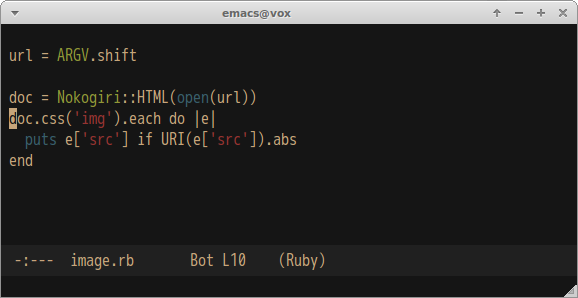 emacs@vox
url = ARGV.shift
doc = Nokogiri::HTML(open(url))
doc.css('img').each do |e|
  puts e['src'] if URI(e['src']).abs
end
-:---  image.rb       Bot L10    (Ruby)